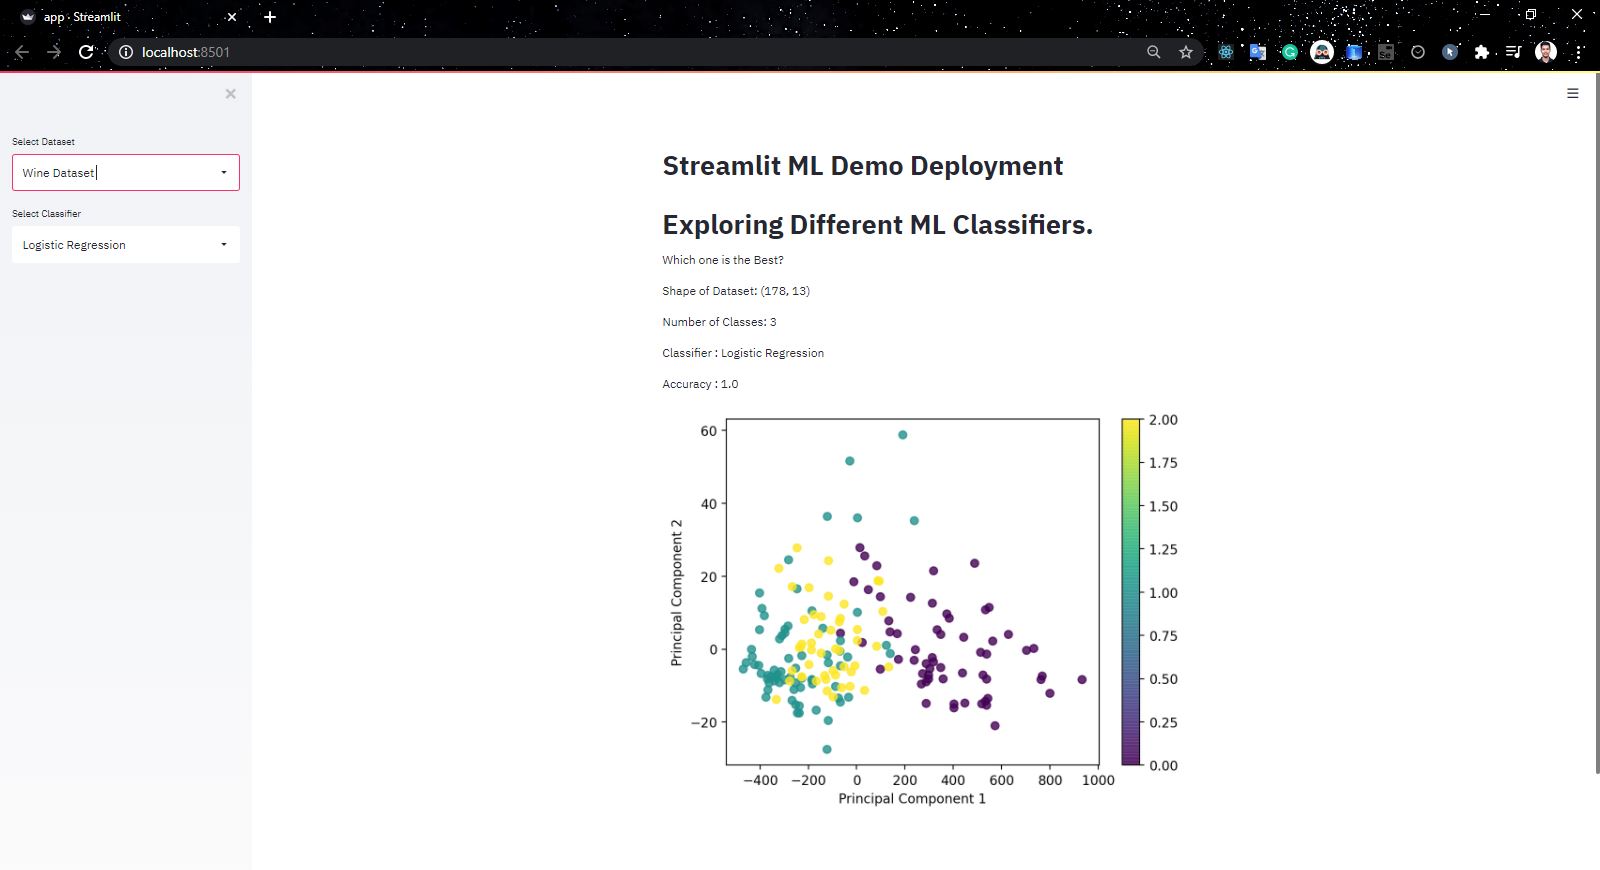 app · Streamlit
localhost:8501
Select Dataset
Wine Dataset
Select Classifier
Logistic Regression
Streamlit ML Demo Deployment
Exploring Different ML Classifiers.
Which one is the Best?
Shape of Dataset: (178, 13)
Number of Classes: 3
Classifier : Logistic Regression
Accuracy : 1.0
60
40
20
0
−20
Principal Component 2
−400 −200 0 200 400 600 800 1000
Principal Component 1
2.00
1.75
1.50
1.25
1.00
0.75
0.50
0.25
0.00